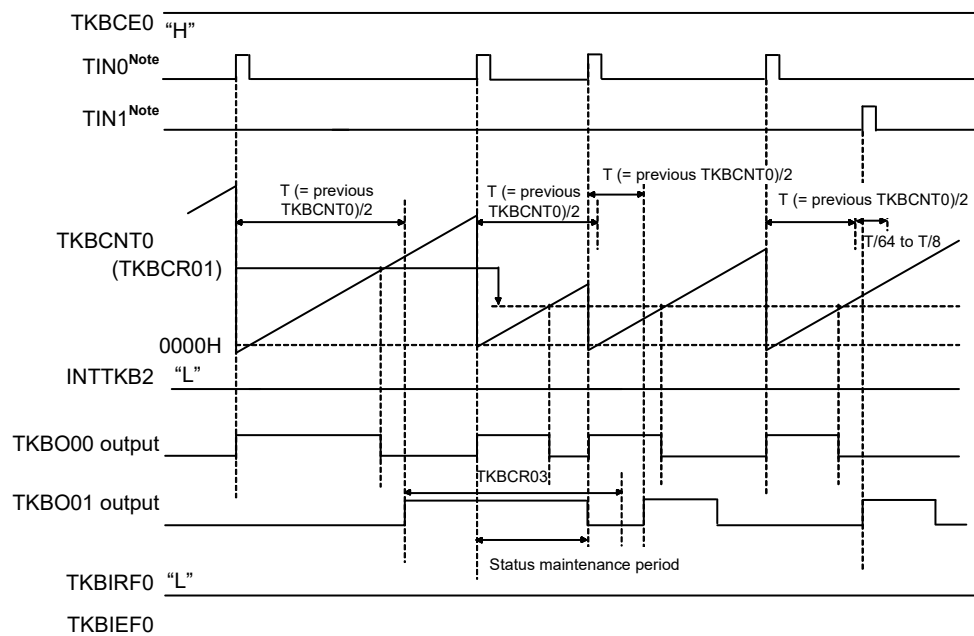 TKBCE0 “H”
TIN0Note
TIN1Note
T (= previous TKBCNT0)/2
T (= previous
TKBCNT0)/2
T (= previous
TKBCNT0)/2
T (= previous TKBCNT0)/2
T/64 to T/8
TKBCNT0
(TKBCR01)
0000H
INTTKB2 “L”
TKBO00 output
TKBCR03
TKBO01 output
Status maintenance period
TKBIRF0 “L”
TKBIEF0